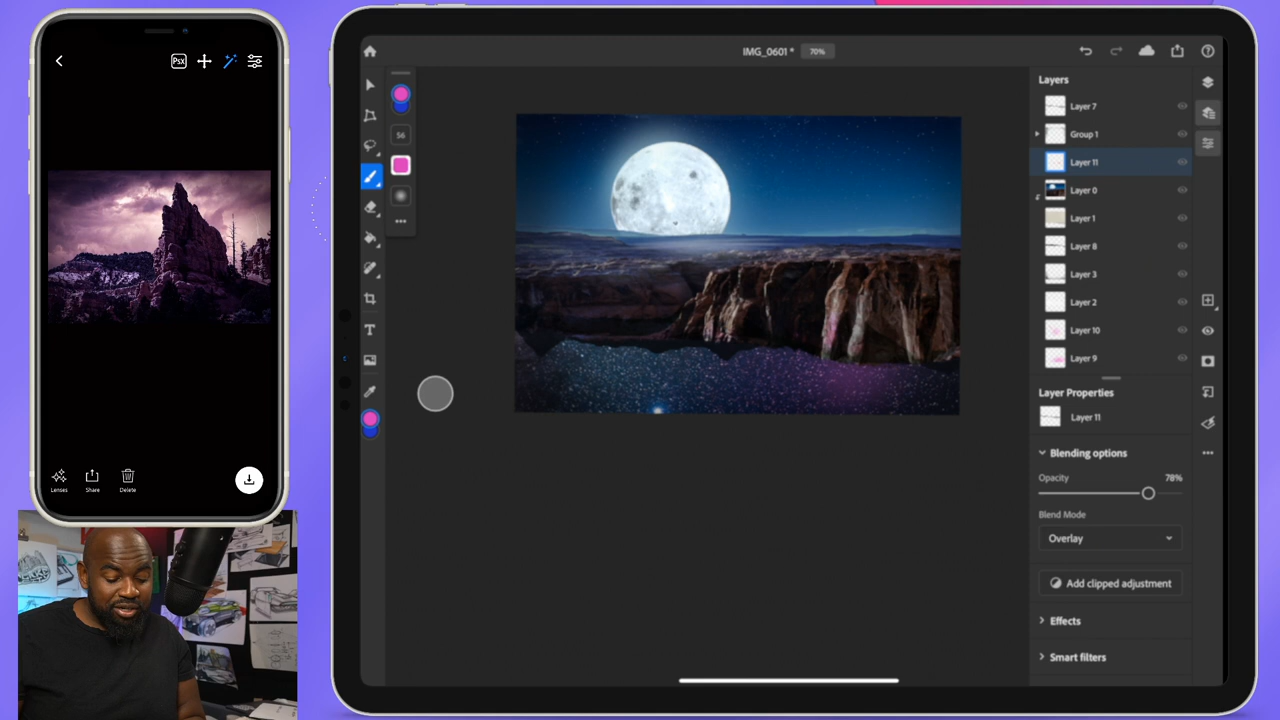 Psx
Lenses
Share
Delete
IMG_0601 *
70%
56
T
Layers
Layer 7
Group 1
Layer 11
Layer 0
Layer 1
Layer 8
Layer 3
Layer 2
Layer 10
Layer 9
Layer Properties
Layer 11
Blending options
Opacity
78%
Blend Mode
Overlay
Add clipped adjustment
Effects
Smart filters